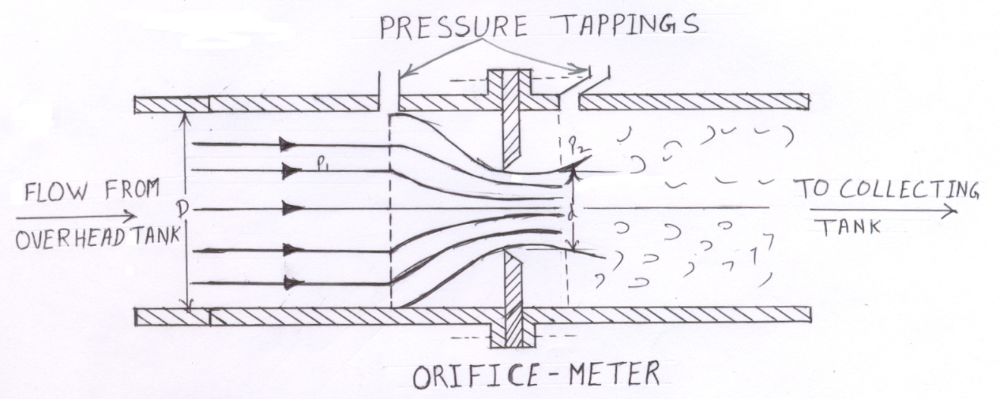 PRESSURE TAPPINGS
P1
P2
FLOW FROM
OVERHEAD TANK
D
d
TO COLLECTING
TANK
ORIFICE-METER